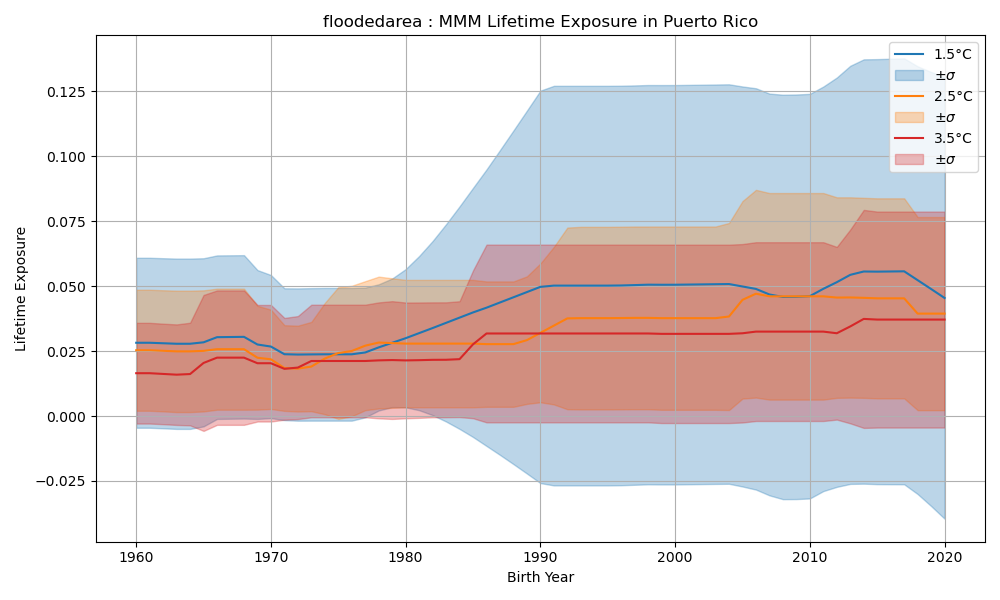 floodedarea : MMM Lifetime Exposure in Puerto Rico
1.5°C
±σ
2.5°C
±σ
3.5°C
±σ
Lifetime Exposure
0.125
0.100
0.075
0.050
0.025
0.000
−0.025
1960 1970 1980 1990 2000 2010 2020
Birth Year